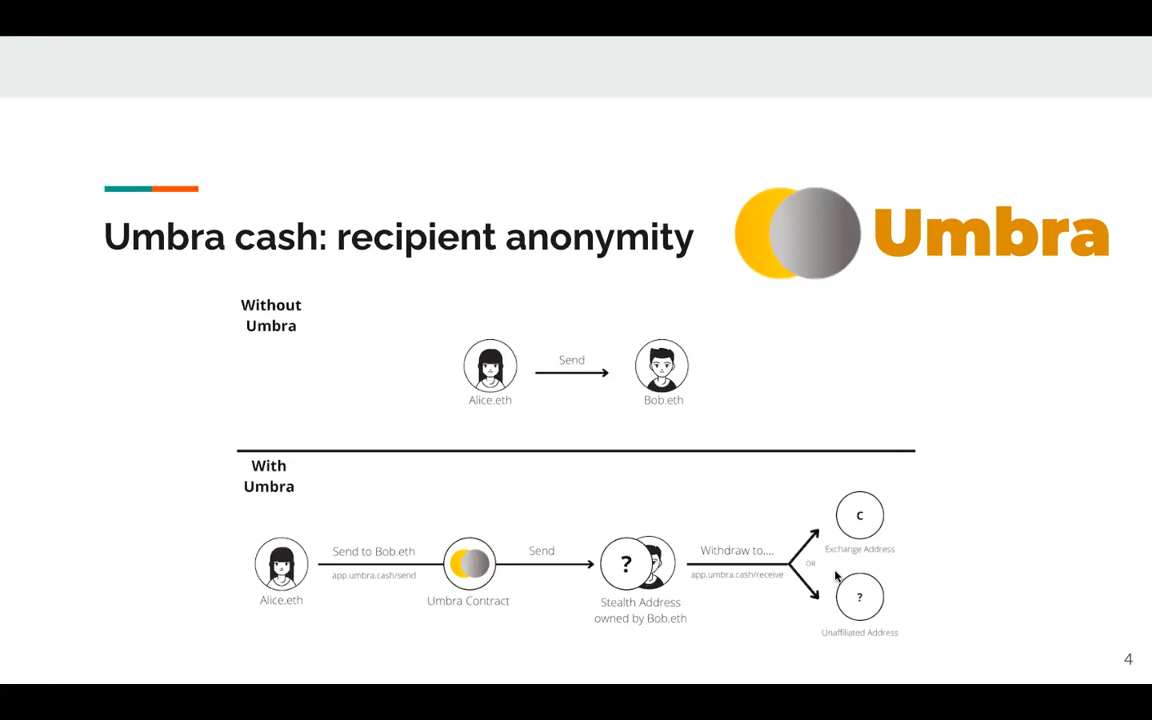 Umbra cash: recipient anonymity
Umbra
Without
Umbra
Send
Alice.eth
Bob.eth
With
Umbra
Send to Bob.eth
app.umbra.cash/send
Alice.eth
Umbra Contract
Send
?
Stealth Address
owned by Bob.eth
Withdraw to....
app.umbra.cash/receive
C
Exchange Address
OR
?
Unaffiliated Address
4